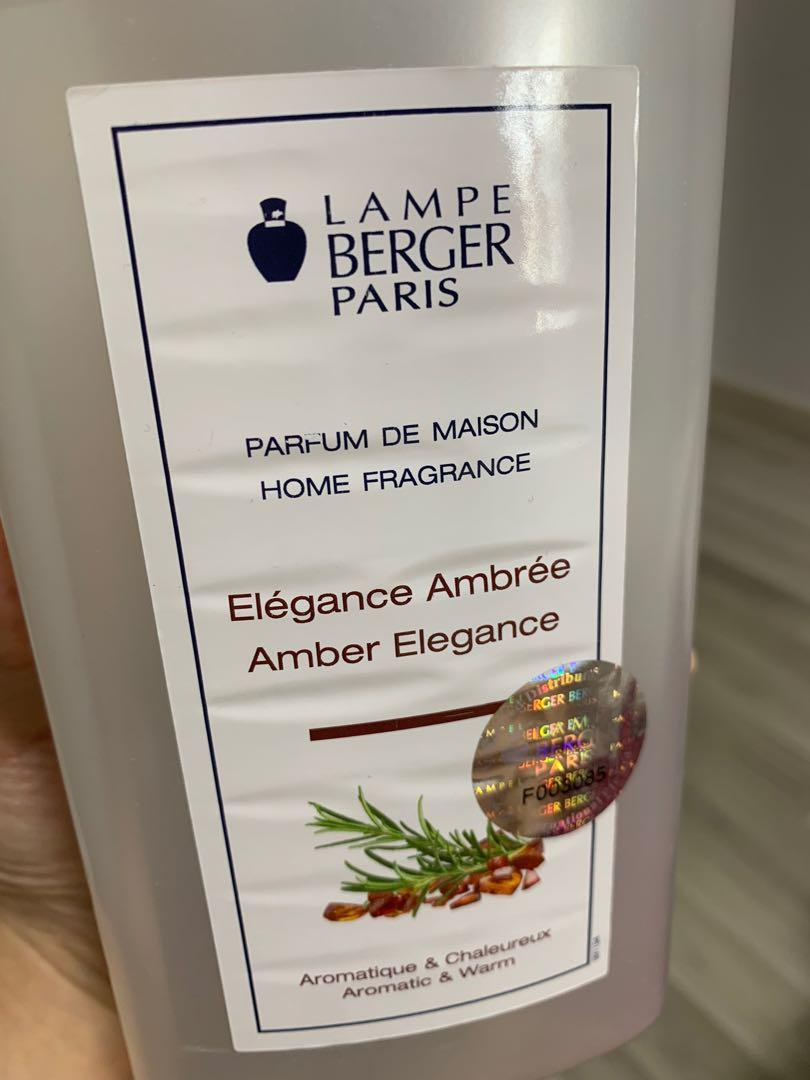 LAMPE
BERGER
PARIS
PARFUM DE MAISON
HOME FRAGRANCE
Elégance Ambrée
Amber Elegance
F003085
Aromatique & Chaleureux
Aromatic & Warm